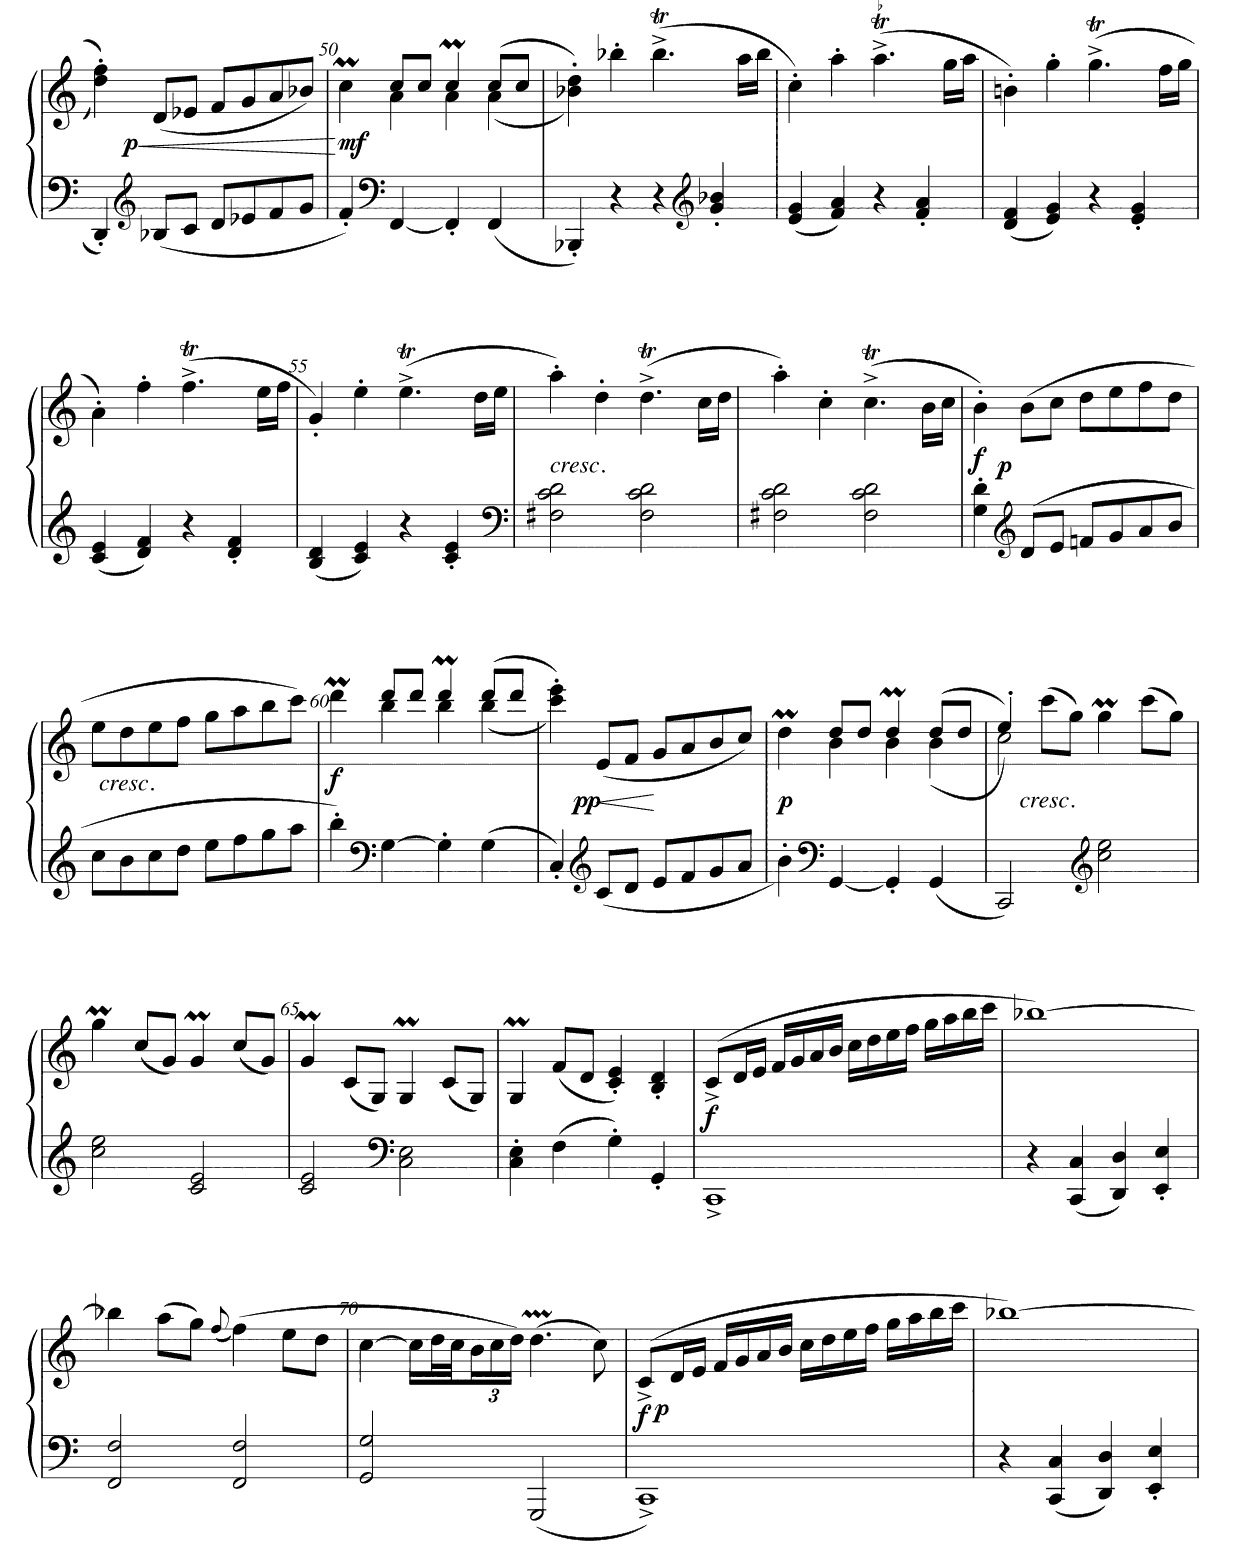 50
p mf
tr tr tr
tr 55 tr tr tr
cresc. f p
60
cresc. f pp p cresc.
65
f
70
3
f p